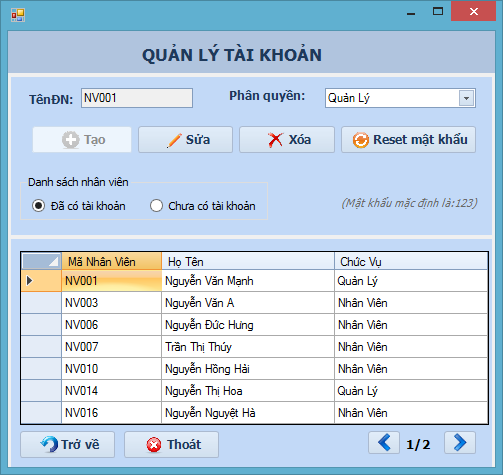 QUẢN LÝ TÀI KHOẢN
TênĐN: NV001 Phân quyền: Quản Lý
Tạo Sửa Xóa Reset mật khẩu
Danh sách nhân viên
Đã có tài khoản Chưa có tài khoản (Mật khẩu mặc định là:123)
Mã Nhân Viên Họ Tên Chức Vụ
NV001 Nguyễn Văn Mạnh Quản Lý
NV003 Nguyễn Văn A Nhân Viên
NV006 Nguyễn Đức Hưng Nhân Viên
NV007 Trần Thị Thúy Nhân Viên
NV010 Nguyễn Hồng Hải Nhân Viên
NV014 Nguyễn Thị Hoa Quản Lý
NV016 Nguyễn Nguyệt Hà Nhân Viên
Trở về Thoát 1/2